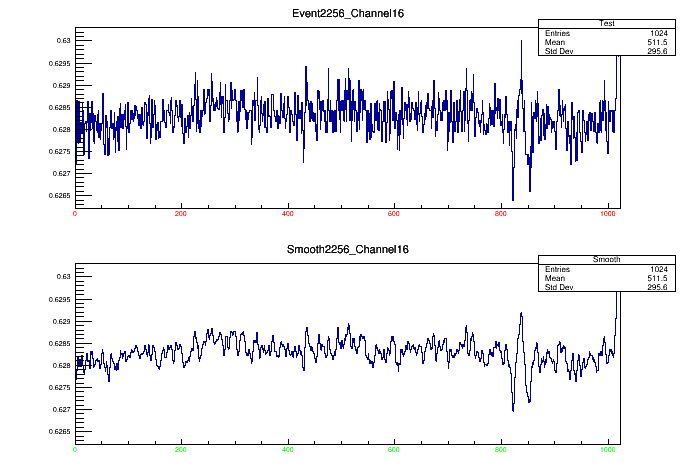 Event2256_Channel16
Test
Entries 1024
Mean 511.5
Std Dev 295.6
0.63
0.6295
0.629
0.6285
0.628
0.6275
0.627
0.6265
0 200 400 600 800 1000
Smooth2256_Channel16
Smooth
Entries 1024
Mean 511.5
Std Dev 295.6
0.63
0.6295
0.629
0.6285
0.628
0.6275
0.627
0.6265
0 200 400 600 800 1000